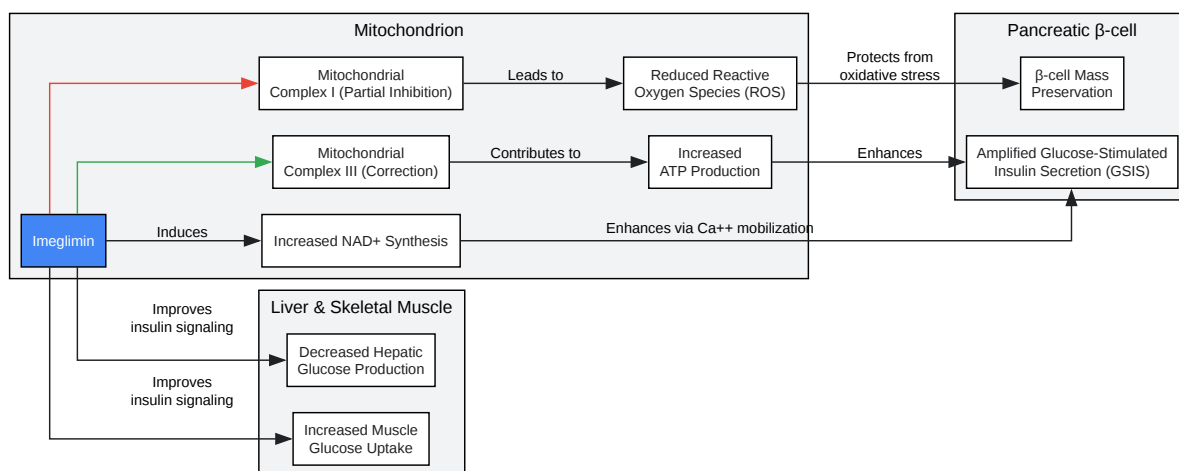 Mitochondrion
Pancreatic β-cell
Mitochondrial
Complex I (Partial Inhibition)
Leads to
Reduced Reactive
Oxygen Species (ROS)
Protects from
oxidative stress
β-cell Mass
Preservation
Mitochondrial
Complex III (Correction)
Contributes to
Increased
ATP Production
Enhances
Amplified Glucose-Stimulated
Insulin Secretion (GSIS)
Imeglimin
Induces
Increased NAD+ Synthesis
Enhances via Ca++ mobilization
Improves
insulin signaling
Liver & Skeletal Muscle
Decreased Hepatic
Glucose Production
Improves
insulin signaling
Increased Muscle
Glucose Uptake